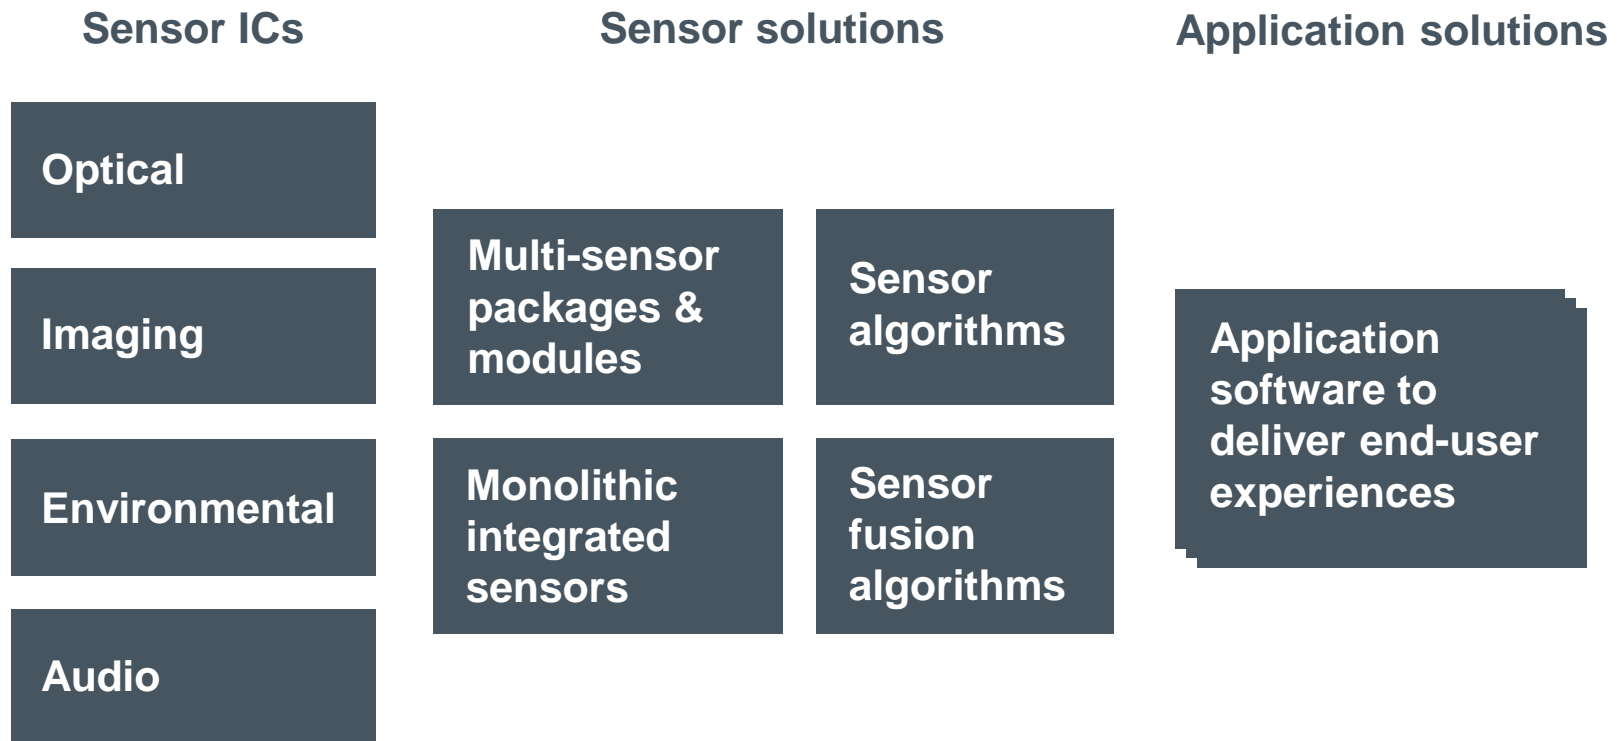 Sensor ICs
Sensor solutions
Application solutions
Optical
Imaging
Environmental
Audio
Multi-sensor
packages &
modules
Monolithic
integrated
sensors
Sensor
algorithms
Sensor
fusion
algorithms
Application
software to
deliver end-user
experiences